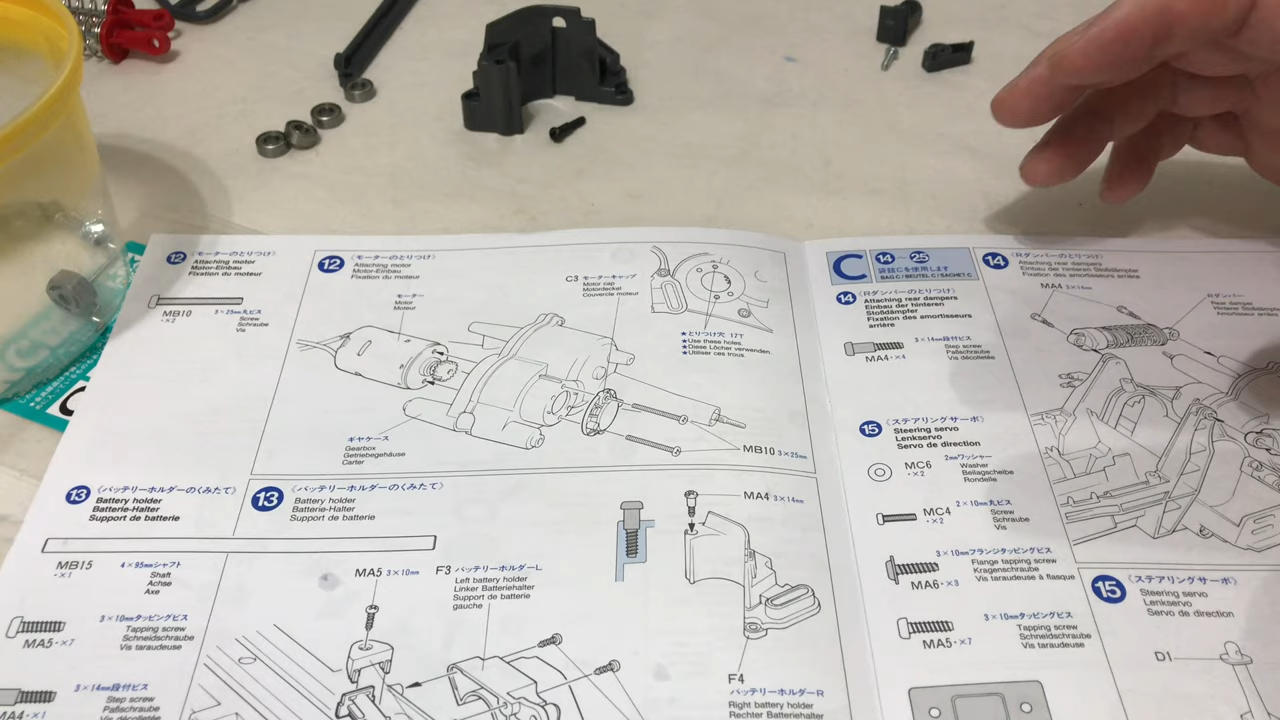 12
《モーターのとりつけ》
Attaching motor
Motor-Einbau
Fixation du moteur
MB10
・×2
3×25mm丸ビス
Screw
Schraube
Vis
12
《モーターのとりつけ》
Attaching motor
Motor-Einbau
Fixation du moteur
モーター
Motor
Moteur
C3 モーターキャップ
Motor cap
Motordeckel
Couvercle moteur
★とりつけ穴 17T
★Use these holes.
★Diese Löcher verwenden.
★Utiliser ces trous.
ギヤケース
Gearbox
Getriebegehäuse
Carter
MB10 3×25mm
13
《バッテリーホルダーのくみたて》
Battery holder
Batterie-Halter
Support de batterie
MB15
・×1
4×95mmシャフト
Shaft
Achse
Axe
3×10mmタッピングビス
MA5・×7
Tapping screw
Schneidschraube
Vis taraudeuse
3×14mm段付ビス
MA4・×1
Step screw
Paßschraube
Vis décolletée
13
《バッテリーホルダーのくみたて》
Battery holder
Batterie-Halter
Support de batterie
MA5 3×10mm
F3 バッテリーホルダーL
Left battery holder
Linker Batteriehalter
Support de batterie
gauche
MA4 3×14mm
F4
バッテリーホルダーR
Right battery holder
Rechter Batteriehalter
C
14～25
袋詰Cを使用します
BAG C / BEUTEL C / SACHET C
14
《Rダンパーのとりつけ》
Attaching rear dampers
Einbau der hinteren
Stoßdämpfer
Fixation des amortisseurs
arrière
3×14mm段付ビス
MA4・×4
Step screw
Paßschraube
Vis décolletée
15
《ステアリングサーボ》
Steering servo
Lenkservo
Servo de direction
MC6
・×2
2mmワッシャー
Washer
Beilagscheibe
Rondelle
MC4
・×2
2×10mm丸ビス
Screw
Schraube
Vis
3×10mmフランジタッピングビス
MA6・×3
Flange tapping screw
Kragenschraube
Vis taraudeuse à flasque
3×10mmタッピングビス
MA5・×7
Tapping screw
Schneidschraube
Vis taraudeuse
14
《Rダンパーのとりつけ》
Attaching rear dampers
Einbau der hinteren Stoßdämpfer
Fixation des amortisseurs arrière
MA4 3×14mm
Rダンパー
Rear damper
Hinterer Stoßdämpfer
Amortisseur arrière
15
《ステアリングサーボ》
Steering servo
Lenkservo
Servo de direction
D1